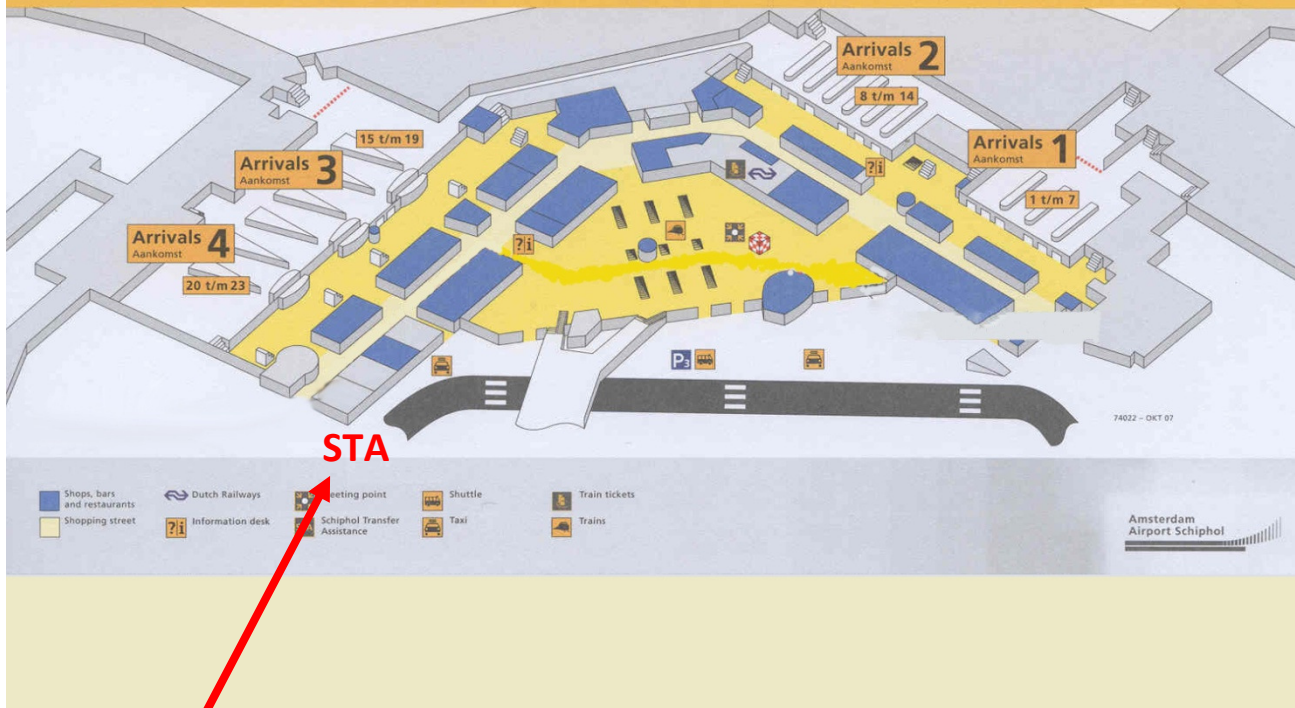 Arrivals 2
Aankomst
8 t/m 14
Arrivals 1
Aankomst
1 t/m 7
15 t/m 19
Arrivals 3
Aankomst
Arrivals 4
Aankomst
20 t/m 23
?i
?i
P3
74022 – OKT 07
STA
Shops, bars
and restaurants
Shopping street
Dutch Railways
?i Information desk
eeting point
Schiphol Transfer
Assistance
Shuttle
Taxi
Train tickets
Trains
Amsterdam
Airport Schiphol